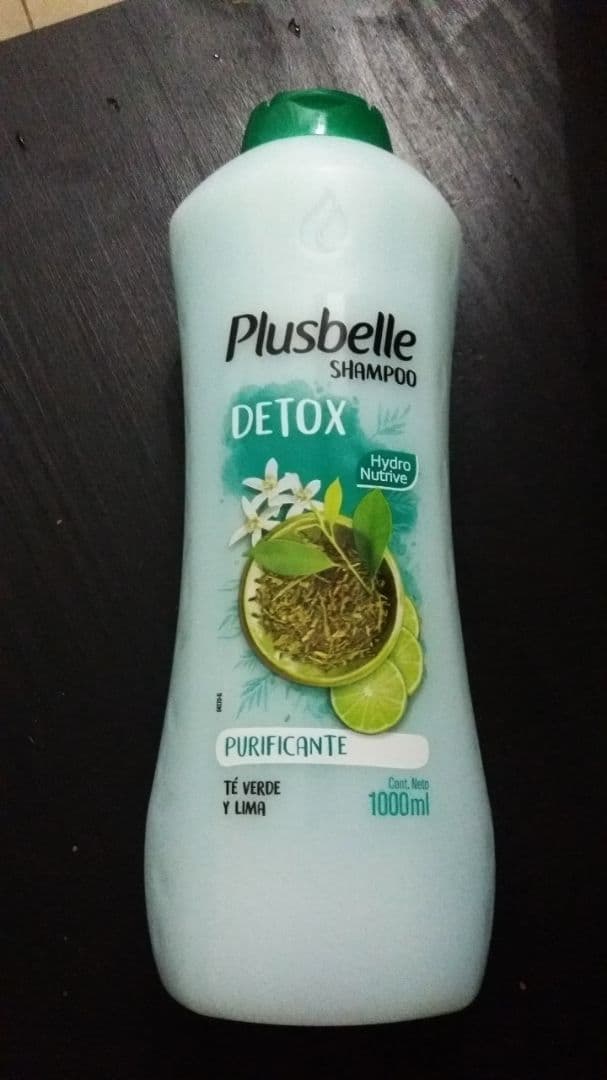 Plusbelle
SHAMPOO
DETOX
Hydro
Nutrive
PURIFICANTE
TÉ VERDE
Y LIMA
Cont. Neto
1000ml